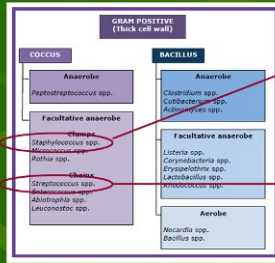 GRAM POSITIVE
(Thick cell wall)
COCCUS
Anaerobe
Peptostreptococcus spp.
Facultative anaerobe
Clumps
Staphylococcus spp.
Micrococcus spp.
Rothia spp.
Chains
Streptococcus spp.
Enterococcus spp.
Abiotrophia spp.
Leuconostoc spp.
BACILLUS
Anaerobe
Clostridium spp.
Cutibacterium spp.
Actinomyces spp.
Facultative anaerobe
Listeria spp.
Corynebacteria spp.
Erysipelothrix spp.
Lactobacillus spp.
Rhodococcus spp.
Aerobe
Nocardia spp.
Bacillus spp.